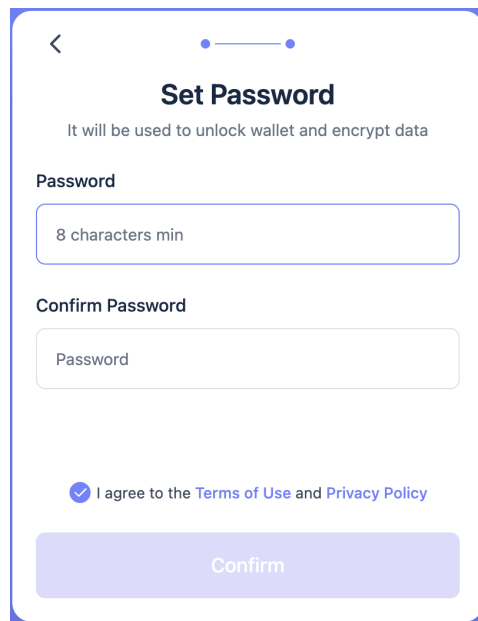 Set Password
It will be used to unlock wallet and encrypt data
Password
8 characters min
Confirm Password
Password
I agree to the Terms of Use and Privacy Policy
Confirm